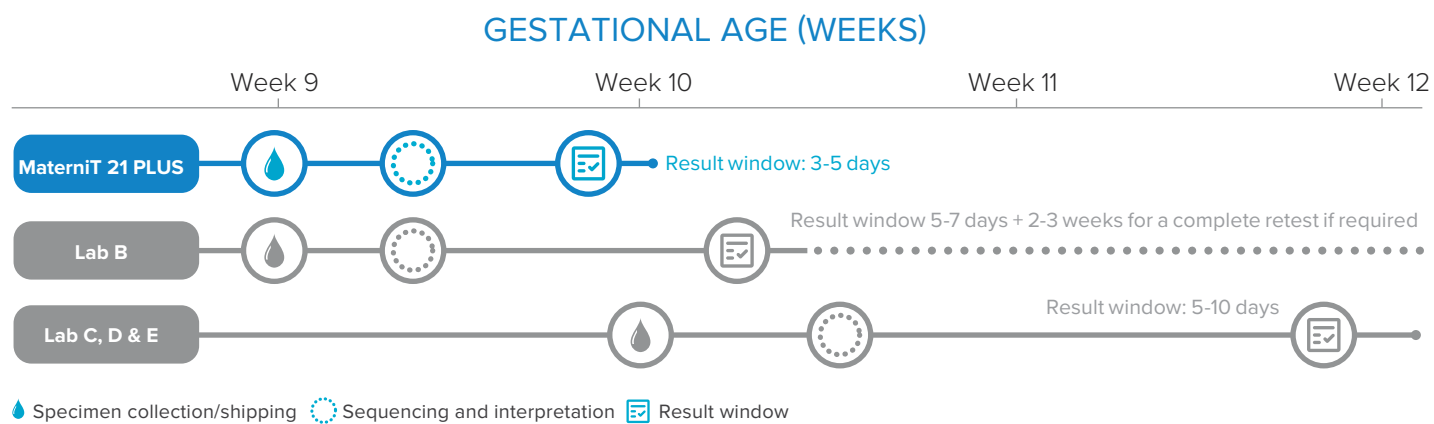 GESTATIONAL AGE (WEEKS)
Week 9 Week 10 Week 11 Week 12
MaterniT 21 PLUS Result window: 3-5 days
Result window 5-7 days + 2-3 weeks for a complete retest if required
Lab B
Result window: 5-10 days
Lab C, D & E
Specimen collection/shipping Sequencing and interpretation Result window